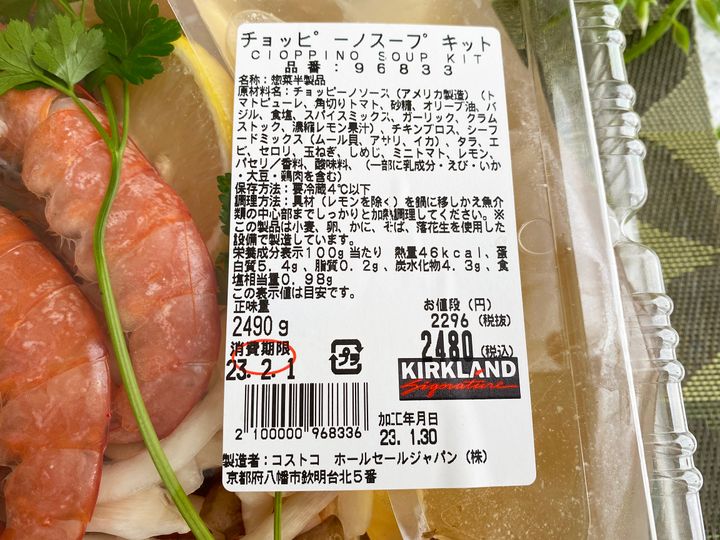 チョッピーノスープ キット
CIOPPINO SOUP KIT
品番：96833
名称：惣菜半製品
原材料名：チョッピーノソース（アメリカ製造）（ト
マトピューレ、角切りトマト、砂糖、オリーブ油、バ
ジル、食塩、スパイスミックス、ガーリック、クラム
ストック、濃縮レモン果汁）、チキンブロス、シーフ
ードミックス（ムール貝、アサリ、イカ）、タラ、エ
ビ、セロリ、玉ねぎ、しめじ、ミニトマト、レモン、
パセリ／香料、酸味料、（一部に乳成分・えび・いか
・大豆・鶏肉を含む）
保存方法：要冷蔵4℃以下
調理方法：具材（レモンを除く）を鍋に移しかえ魚介
類の中心部までしっかりと加熱調理してください。※
この製品は小麦、卵、かに、そば、落花生を使用した
設備で製造しています。
栄養成分表示100g当たり 熱量46kcal、蛋
白質5.4g、脂質0.2g、炭水化物4.3g、食
塩相当量0.98g
この表示値は目安です。
正味量
2490g
お値段（円）
2296（税抜）
2480（税込）
消費期限
23.2.1
プラ
KIRKLAND
Signature
2 100000 968336
加工年月日
23.1.30
製造者：コストコ ホールセールジャパン（株）
京都府八幡市欽明台北5番